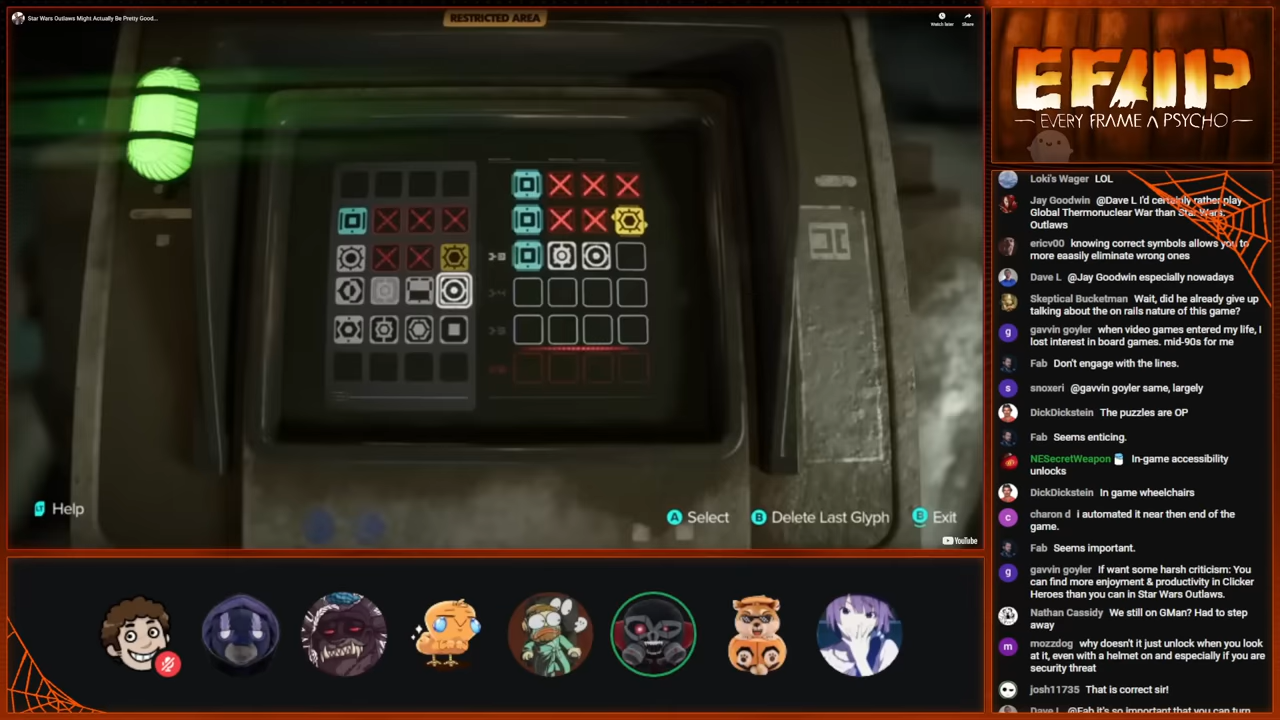 Star Wars Outlaws Might Actually Be Pretty Good...
RESTRICTED AREA
Watch later
Share
LT Help
A Select
B Delete Last Glyph
B Exit
YouTube
EFAP
EVERY FRAME A PSYCHO
Loki's Wager LOL
Jay Goodwin @Dave L I'd certainly rather play
Global Thermonuclear War than Star Wars
Outlaws
ericv00 knowing correct symbols allows you to
more eaasily eliminate wrong ones
Dave L @Jay Goodwin especially nowadays
Skeptical Bucketman Wait, did he already give up
talking about the on rails nature of this game?
g gavvin goyler when video games entered my life, I
lost interest in board games. mid-90s for me
Fab Don't engage with the lines.
s snoxeri @gavvin goyler same, largely
DickDickstein The puzzles are OP
Fab Seems enticing.
NESecretWeapon In-game accessibility
unlocks
DickDickstein In game wheelchairs
c charon d i automated it near then end of the
game.
Fab Seems important.
g gavvin goyler If want some harsh criticism: You
can find more enjoyment & productivity in Clicker
Heroes than you can in Star Wars Outlaws.
Nathan Cassidy We still on GMan? Had to step
away
m mozzdog why doesn't it just unlock when you look
at it, even with a helmet on and especially if you are
security threat
josh11735 That is correct sir!
Dave L @Fab it's so important that you can turn